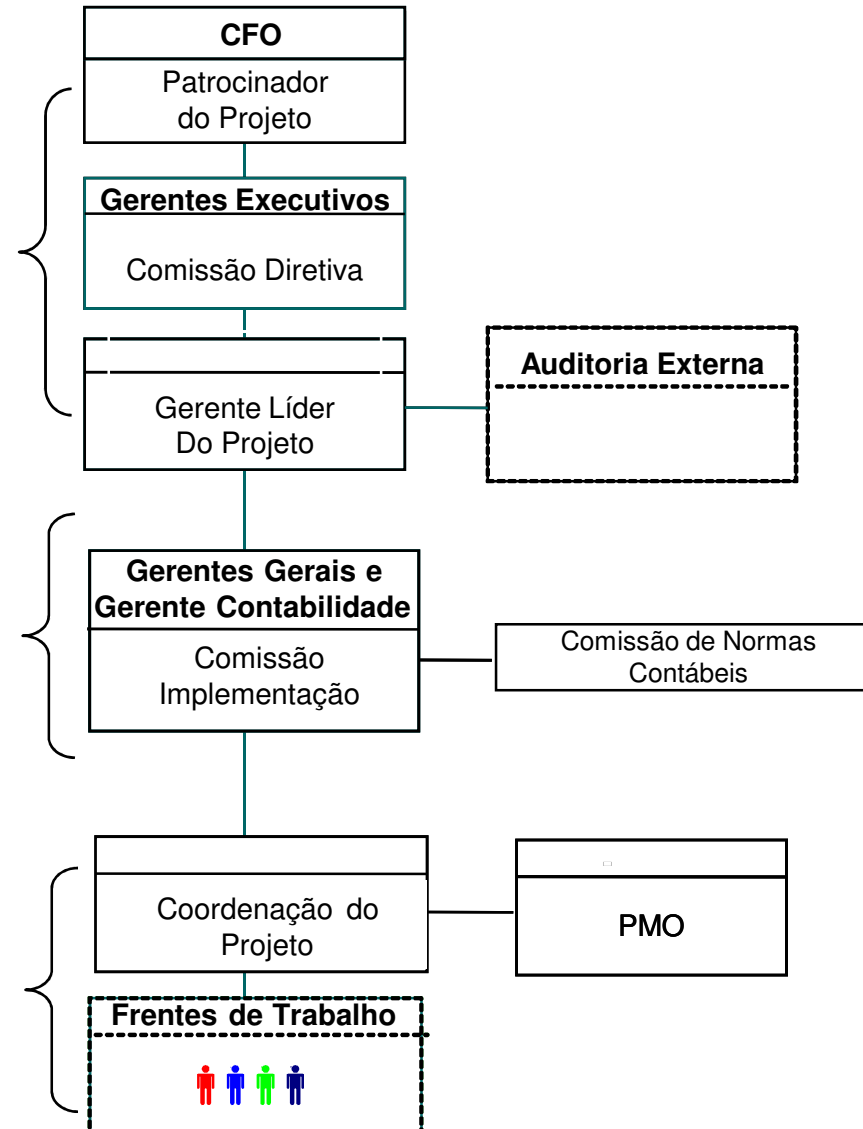 CFO
Patrocinador
do Projeto
Gerentes Executivos
Comissão Diretiva
Gerente Líder
Do Projeto
Auditoria Externa
Gerentes Gerais e
Gerente Contabilidade
Comissão
Implementação
Comissão de Normas
Contábeis
Coordenação do
Projeto
PMO
Frentes de Trabalho